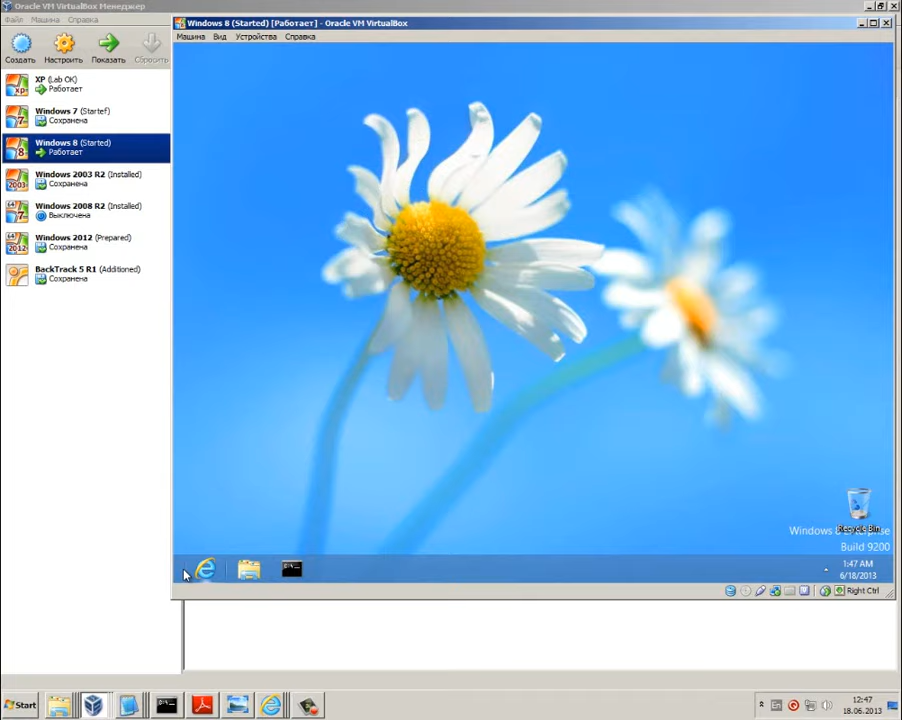 Oracle VM VirtualBox Менеджер
Файл Машина Справка
Создать Настроить Показать Сбросить
XP (Lab OK)
Работает
Windows 7 (Startef)
Сохранена
Windows 8 (Started)
Работает
Windows 2003 R2 (Installed)
Сохранена
Windows 2008 R2 (Installed)
Выключена
Windows 2012 (Prepared)
Сохранена
BackTrack 5 R1 (Additioned)
Сохранена
Windows 8 (Started) [Работает] - Oracle VM VirtualBox
Машина Вид Устройства Справка
Recycle Bin
Windows 8 Enterprise
Build 9200
1:47 AM
6/18/2013
Right Ctrl
Start
12:47
18.06.2013